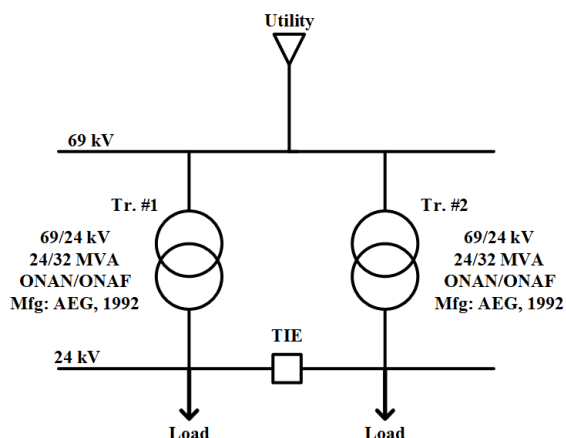 Utility
69 kV
Tr. #1
Tr. #2
69/24 kV
24/32 MVA
ONAN/ONAF
Mfg: AEG, 1992
69/24 kV
24/32 MVA
ONAN/ONAF
Mfg: AEG, 1992
TIE
24 kV
Load
Load